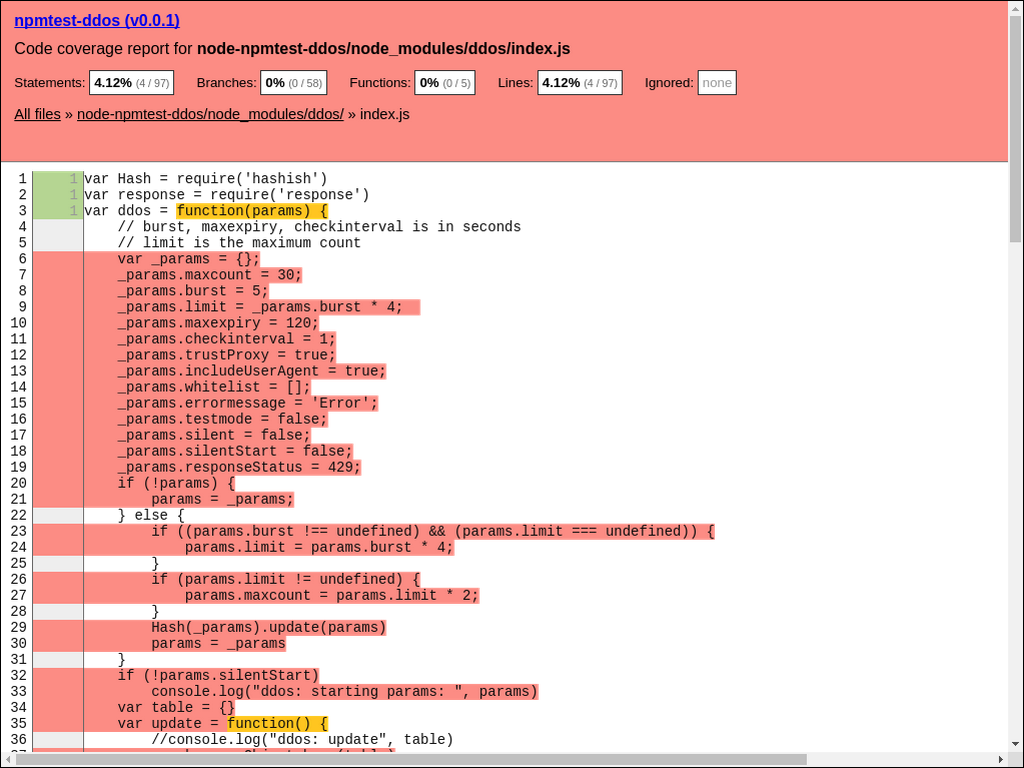 npmtest-ddos (v0.0.1)
Code coverage report for node-npmtest-ddos/node_modules/ddos/index.js
Statements: 4.12% (4 / 97) Branches: 0% (0 / 58) Functions: 0% (0 / 5) Lines: 4.12% (4 / 97) Ignored: none
All files » node-npmtest-ddos/node_modules/ddos/ » index.js
1 1 var Hash = require('hashish')
2 1 var response = require('response')
3 1 var ddos = function(params) {
4 // burst, maxexpiry, checkinterval is in seconds
5 // limit is the maximum count
6 var _params = {};
7 _params.maxcount = 30;
8 _params.burst = 5;
9 _params.limit = _params.burst * 4;
10 _params.maxexpiry = 120;
11 _params.checkinterval = 1;
12 _params.trustProxy = true;
13 _params.includeUserAgent = true;
14 _params.whitelist = [];
15 _params.errormessage = 'Error';
16 _params.testmode = false;
17 _params.silent = false;
18 _params.silentStart = false;
19 _params.responseStatus = 429;
20 if (!params) {
21 params = _params;
22 } else {
23 if ((params.burst !== undefined) && (params.limit === undefined)) {
24 params.limit = params.burst * 4;
25 }
26 if (params.limit != undefined) {
27 params.maxcount = params.limit * 2;
28 }
29 Hash(_params).update(params)
30 params = _params
31 }
32 if (!params.silentStart)
33 console.log("ddos: starting params: ", params)
34 var table = {}
35 var update = function() {
36 //console.log("ddos: update", table)